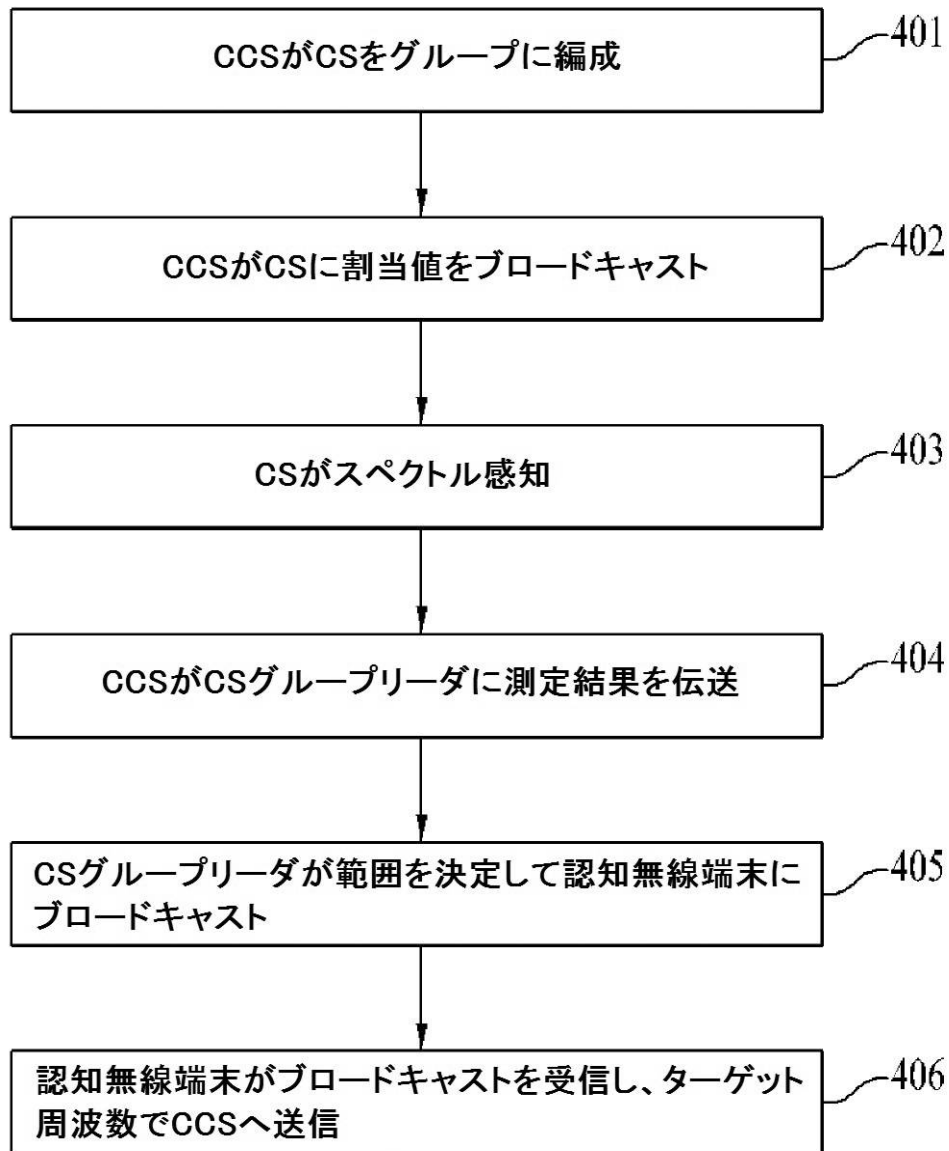 CCSがCSをグループに編成
401
CCSがCSに割当値をブロードキャスト
402
CSがスペクトル感知
403
CCSがCSグループリーダに測定結果を伝送
404
CSグループリーダが範囲を決定して認知無線端末に
ブロードキャスト
405
認知無線端末がブロードキャストを受信し、ターゲット
周波数でCCSへ送信
406